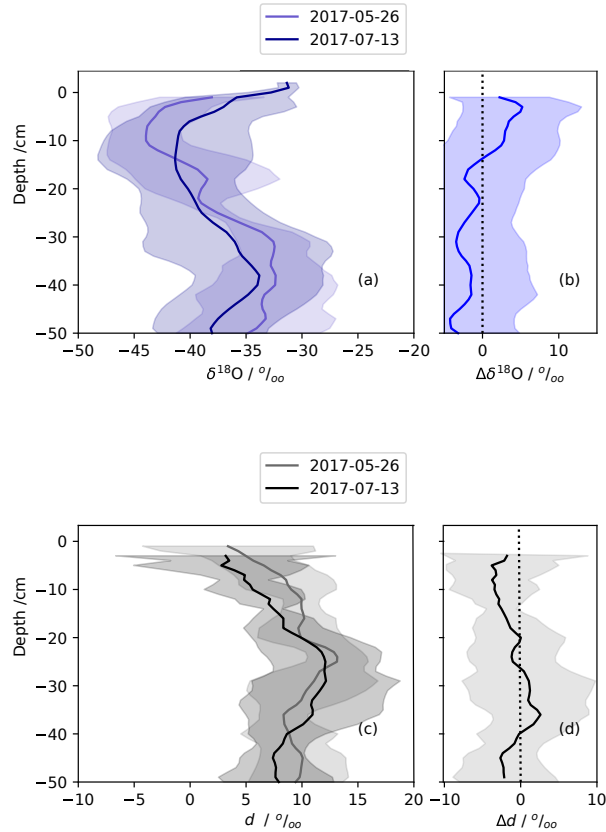 2017-05-26
2017-07-13
0
−10
−20
−30
−40
−50
Depth /cm
(a)
(b)
−50 −45 −40 −35 −30 −25 −20
0 10
δ¹⁸O / º/ₒₒ
Δδ¹⁸O / º/ₒₒ
2017-05-26
2017-07-13
0
−10
−20
−30
−40
−50
Depth /cm
(c)
(d)
−10 −5 0 5 10 15 20
−10 −5 0 5 10
d / º/ₒₒ
Δd / º/ₒₒ